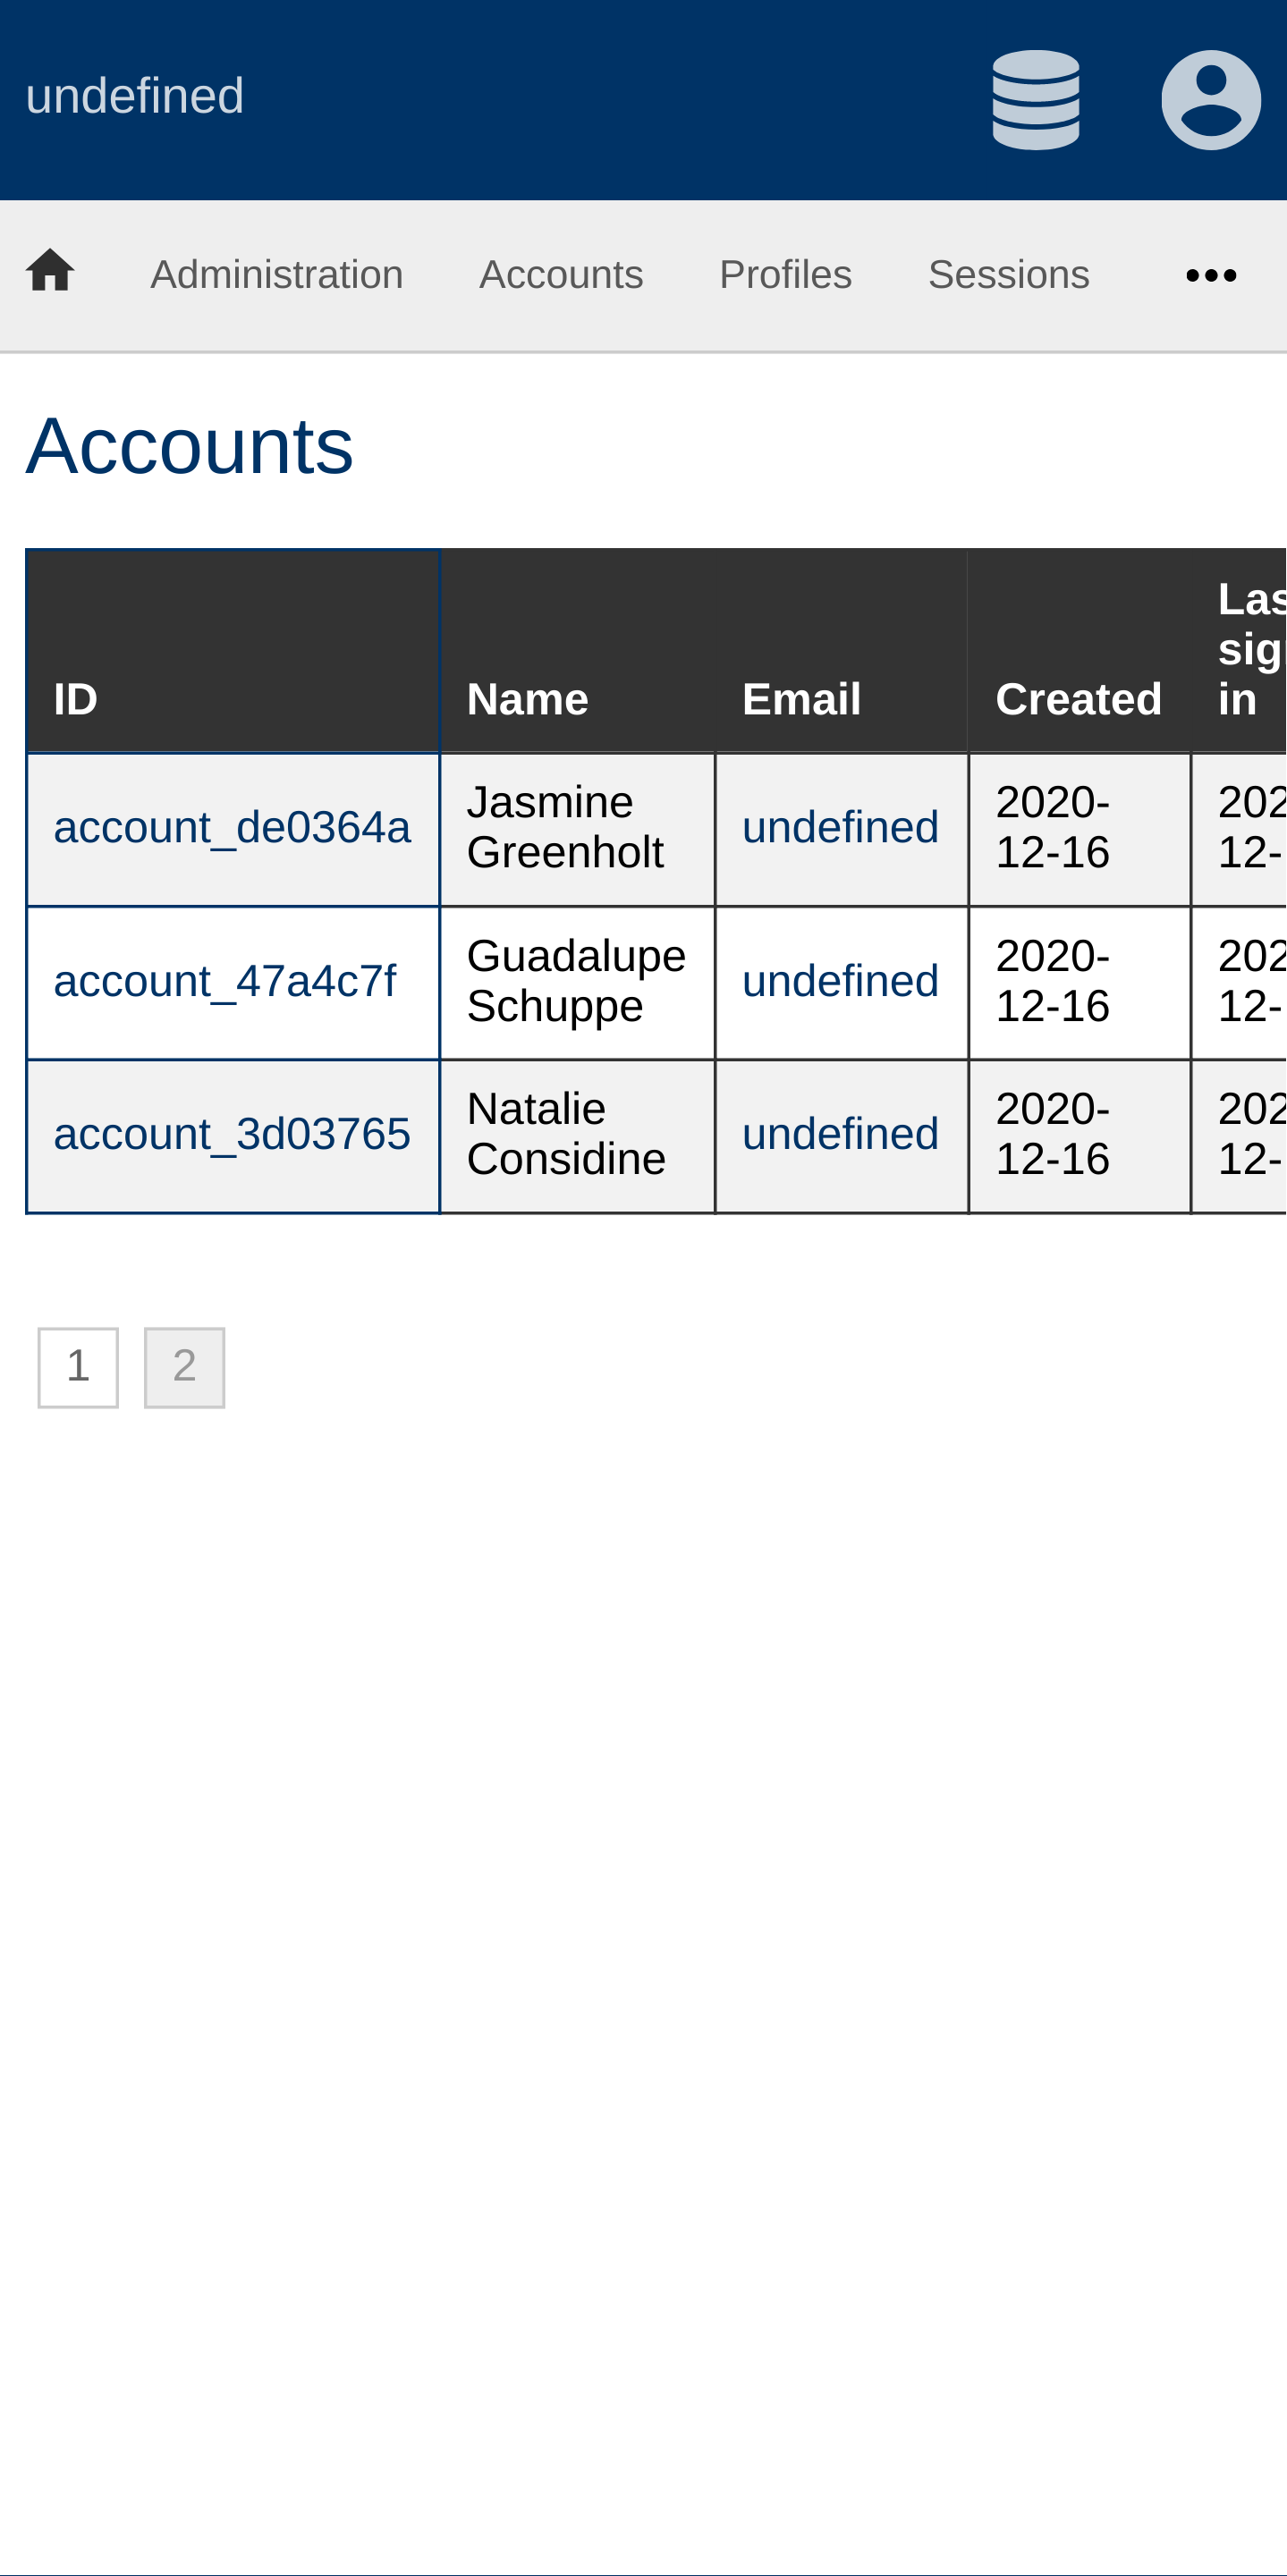 undefined
Administration Accounts Profiles Sessions
Accounts
ID Name Email Created Las sig in
account_de0364a Jasmine Greenholt undefined 2020-12-16 202 12-
account_47a4c7f Guadalupe Schuppe undefined 2020-12-16 202 12-
account_3d03765 Natalie Considine undefined 2020-12-16 202 12-
1 2